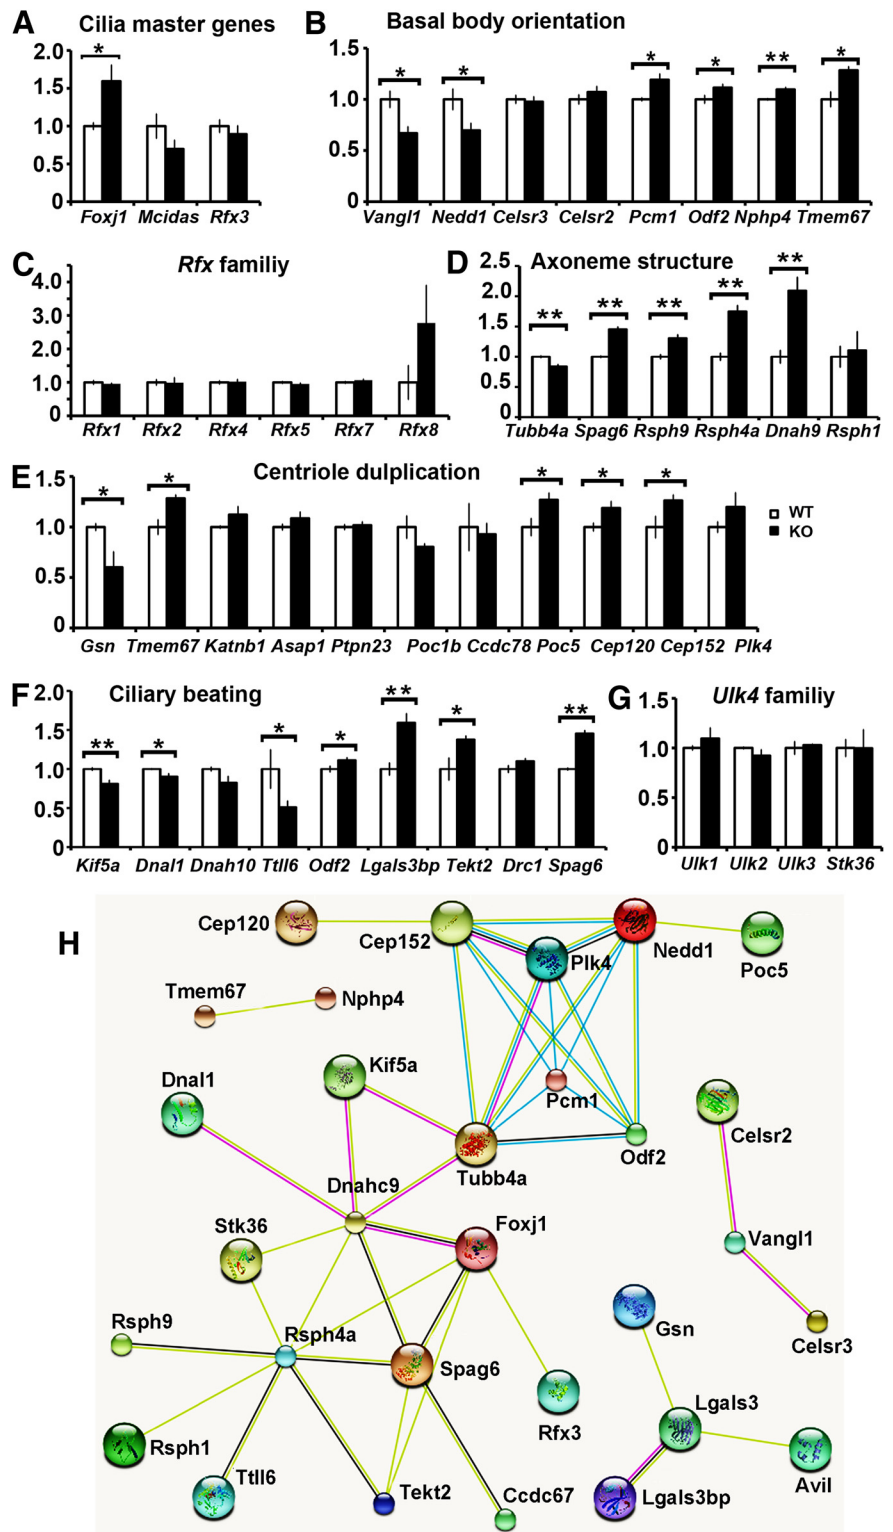 A Cilia master genes
*
2.0
1.5
1.0
0.5
0
Foxj1 Mcidas Rfx3
B Basal body orientation
* * * * ** *
1.5
1.0
0.5
0
Vangl1 Nedd1 Celsr3 Celsr2 Pcm1 Odf2 Nphp4 Tmem67
C Rfx familiy
4.0
3.0
2.0
1.0
0
Rfx1 Rfx2 Rfx4 Rfx5 Rfx7 Rfx8
D Axoneme structure
** ** ** ** **
2.5
2.0
1.5
1.0
0.5
0
Tubb4a Spag6 Rsph9 Rsph4a Dnah9 Rsph1
E Centriole dulplication
* * * * *
1.5
1.0
0.5
0
WT
KO
Gsn Tmem67 Katnb1 Asap1 Ptpn23 Poc1b Ccdc78 Poc5 Cep120 Cep152 Plk4
F Ciliary beating
** * * * ** * **
2.0
1.5
1.0
0.5
0
Kif5a Dnal1 Dnah10 Ttll6 Odf2 Lgals3bp Tekt2 Drc1 Spag6
G Ulk4 familiy
1.5
1.0
0.5
0
Ulk1 Ulk2 Ulk3 Stk36
H
Cep120
Cep152
Plk4
Nedd1
Poc5
Tmem67
Nphp4
Kif5a
Dnal1
Pcm1
Celsr2
Odf2
Tubb4a
Dnahc9
Foxj1
Stk36
Vangl1
Rsph9
Rsph4a
Gsn
Celsr3
Spag6
Rfx3
Lgals3
Rsph1
Ttll6
Tekt2
Ccdc67
Lgals3bp
Avil